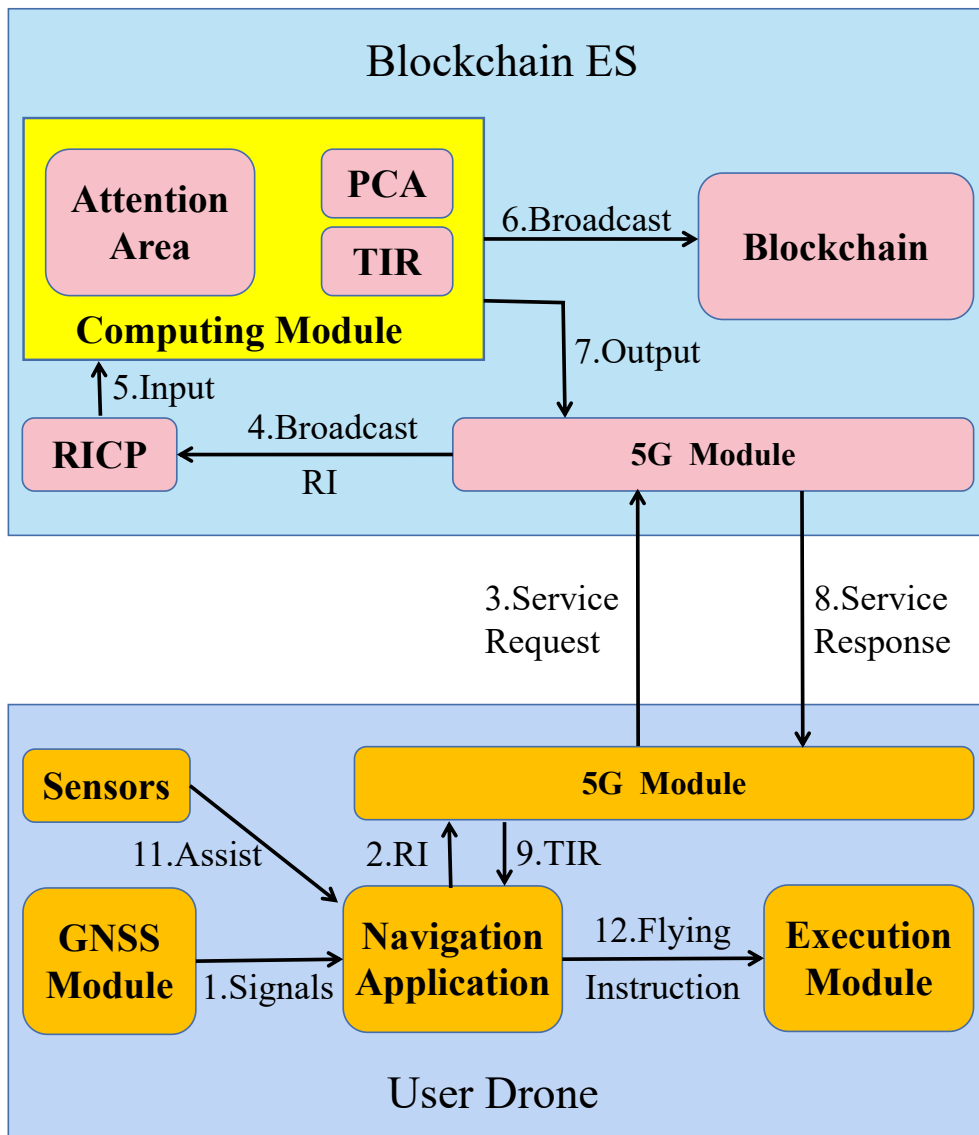 Blockchain ES
Attention
Area
PCA
TIR
Computing Module
6.Broadcast
Blockchain
7.Output
5.Input
RICP
4.Broadcast
RI
5G Module
3.Service
Request
8.Service
Response
Sensors
5G Module
11.Assist
2.RI
9.TIR
GNSS
Module
1.Signals
Navigation
Application
12.Flying
Instruction
Execution
Module
User Drone